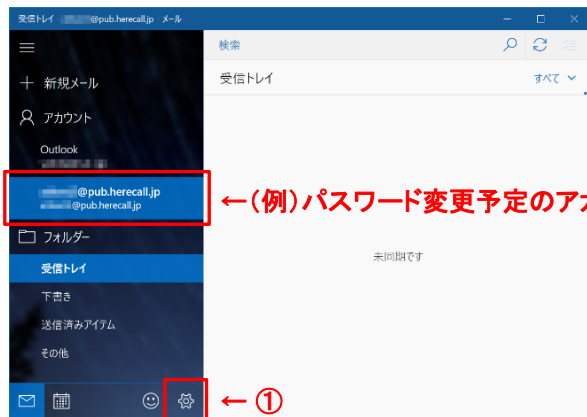 受信トレイ - @pub.herecall.jp - メール
検索
受信トレイ
すべて
新規メール
アカウント
Outlook
@pub.herecall.jp
@pub.herecall.jp
←(例)パスワード変更予定のアカ
フォルダー
受信トレイ
未同期です
下書き
送信済みアイテム
その他
←①